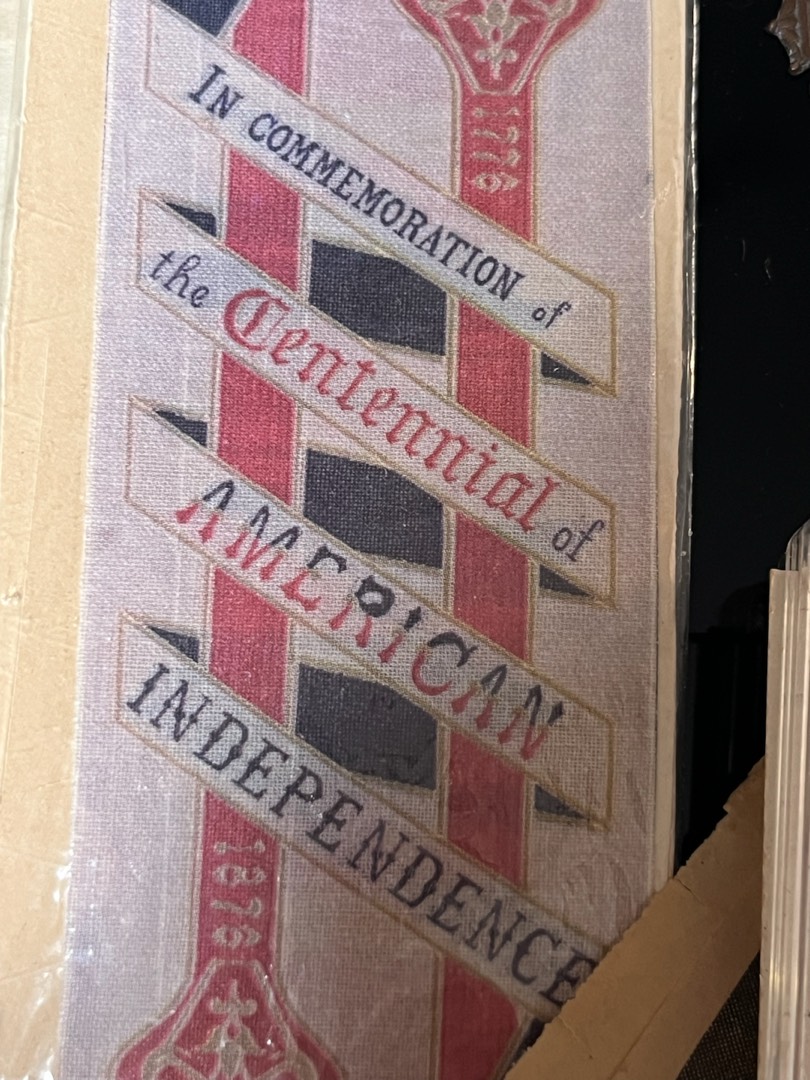 1776
IN COMMEMORATION of
the Centennial of
AMERICAN
INDEPENDENCE
1876